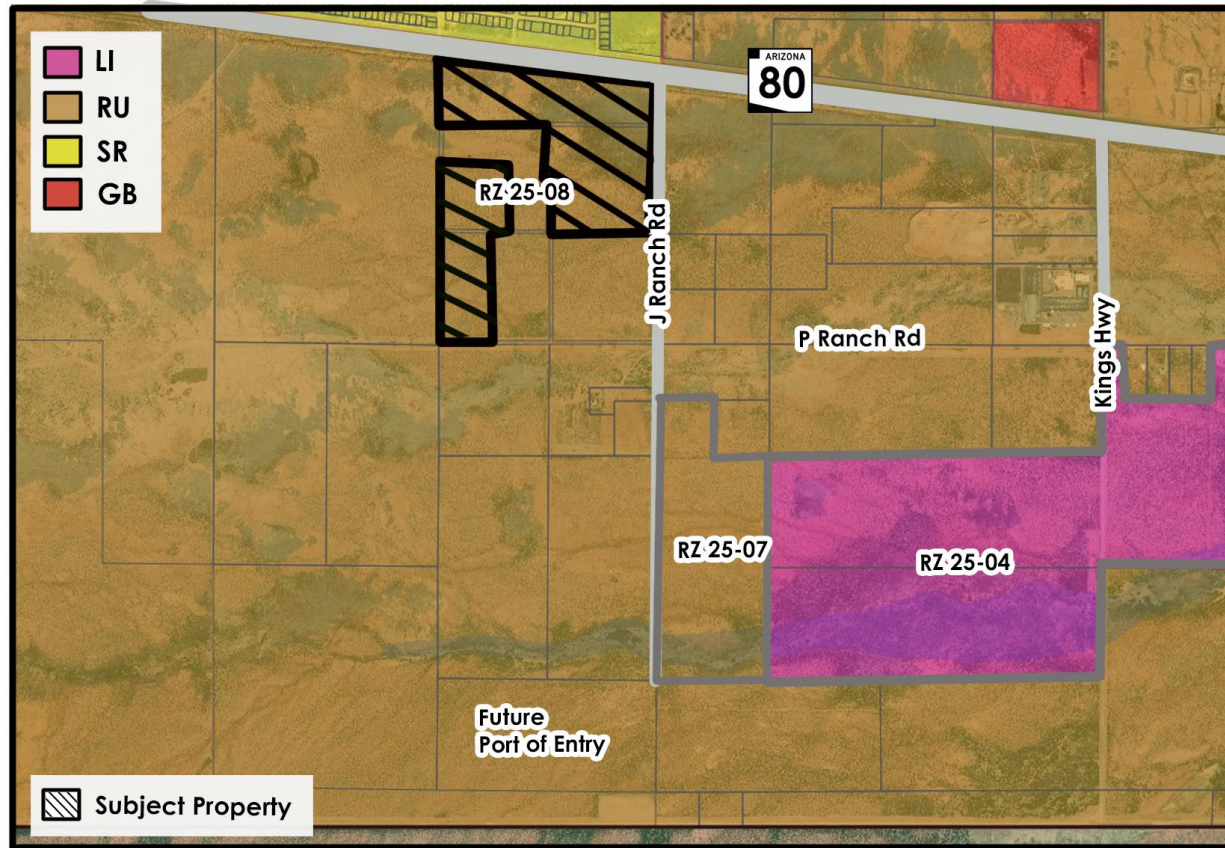 LI
RU
SR
GB
ARIZONA
80
RZ 25-08
J Ranch Rd
P Ranch Rd
Kings Hwy
RZ 25-07
RZ 25-04
Future
Port of Entry
Subject Property